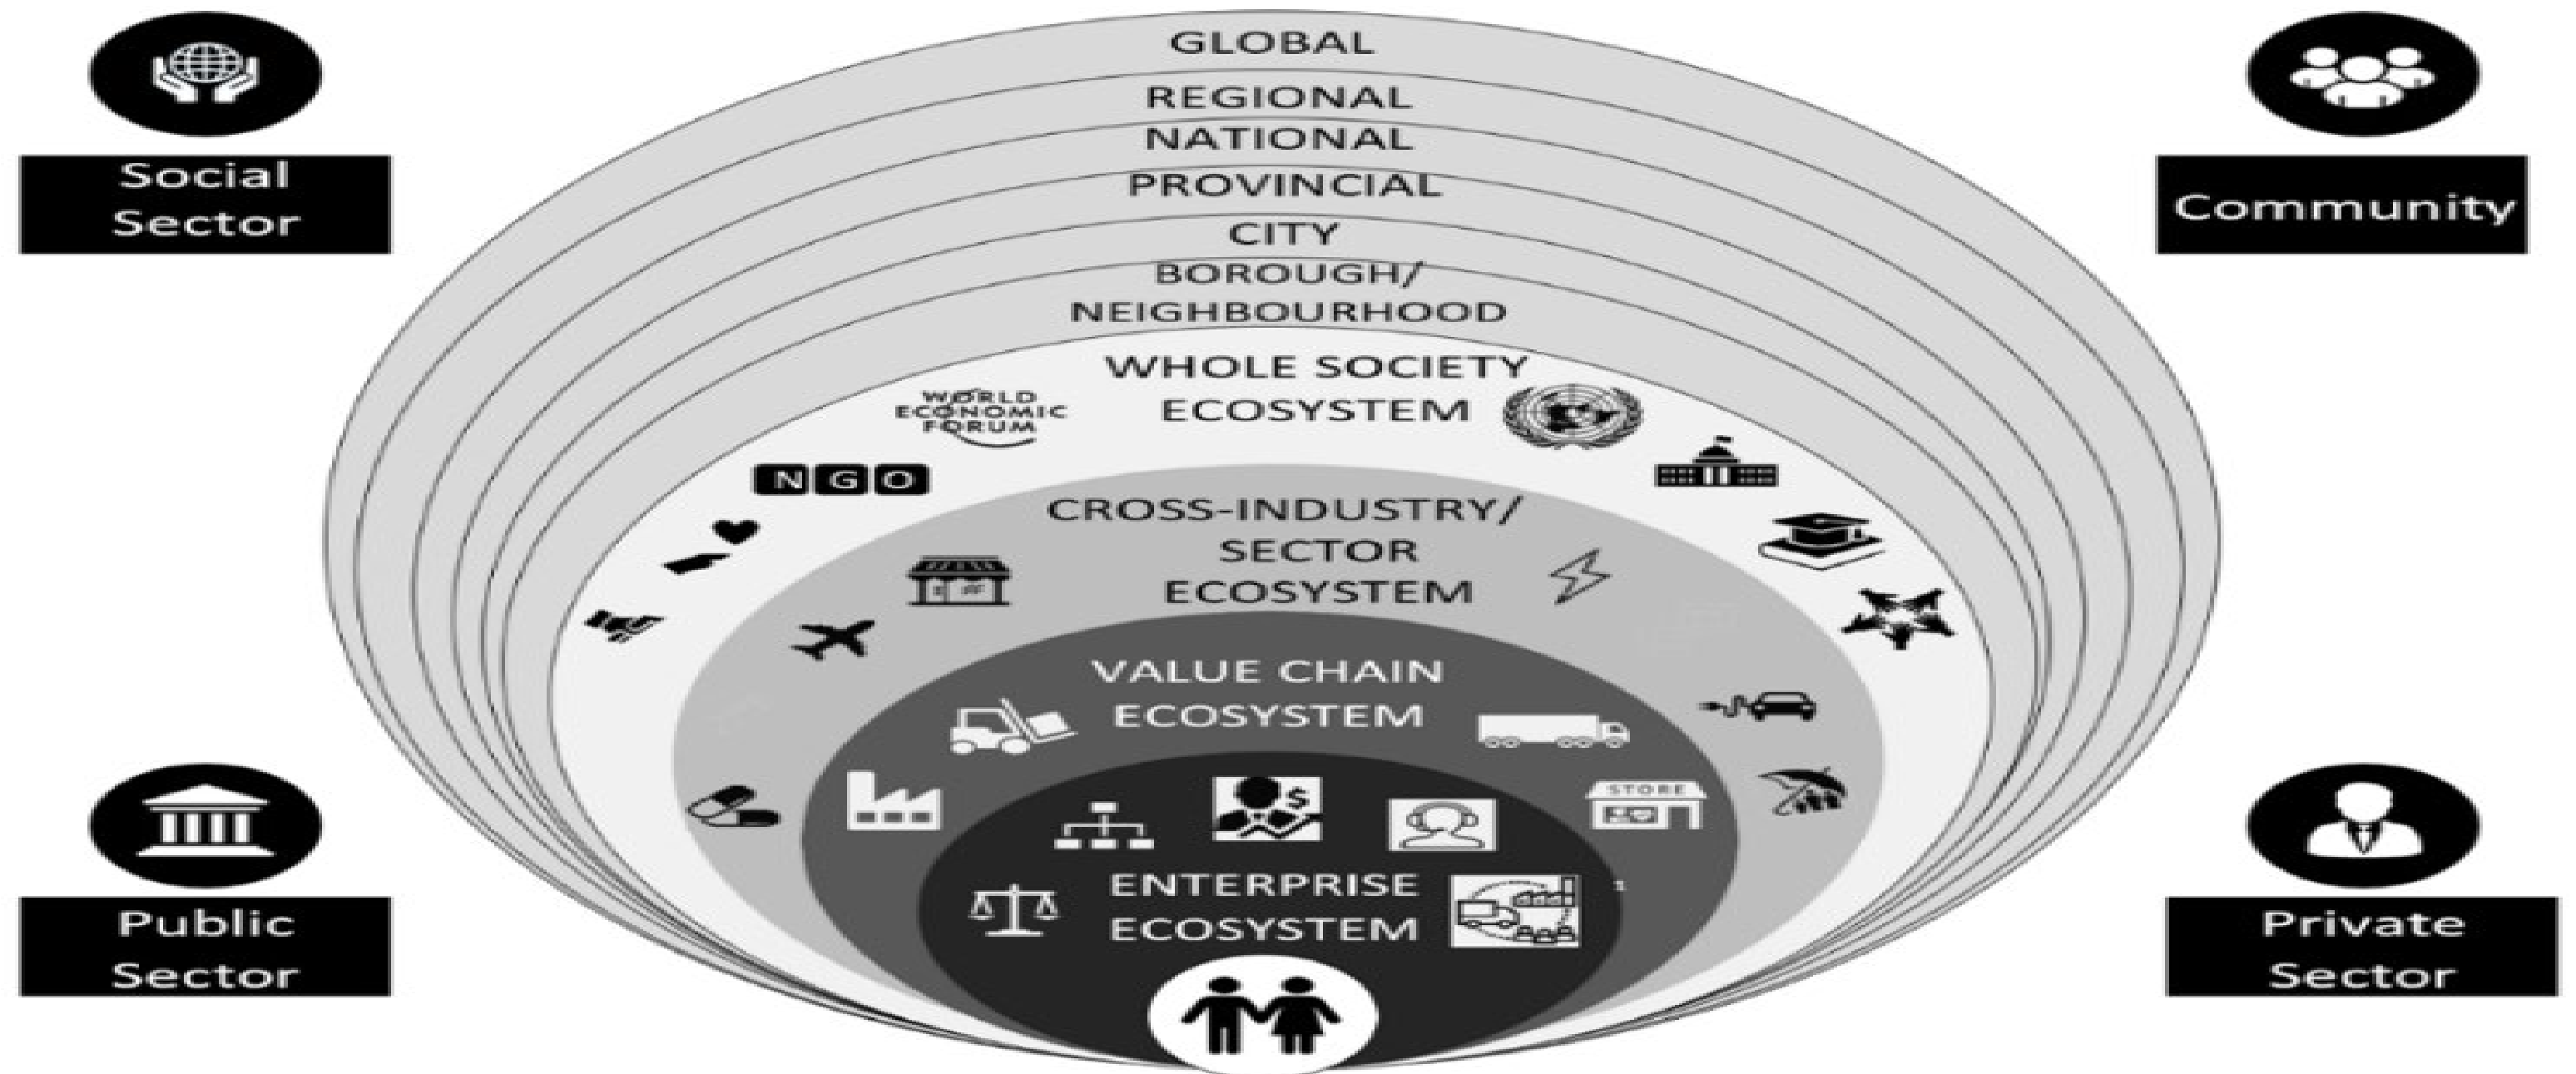 GLOBAL
REGIONAL
NATIONAL
PROVINCIAL
CITY
BOROUGH/
NEIGHBOURHOOD
WHOLE SOCIETY
ECOSYSTEM
WORLD
ECONOMIC
FORUM
NGO
CROSS-INDUSTRY/
SECTOR
ECOSYSTEM
VALUE CHAIN
ECOSYSTEM
STORE
$
ENTERPRISE
ECOSYSTEM
1
Social
Sector
Community
Public
Sector
Private
Sector